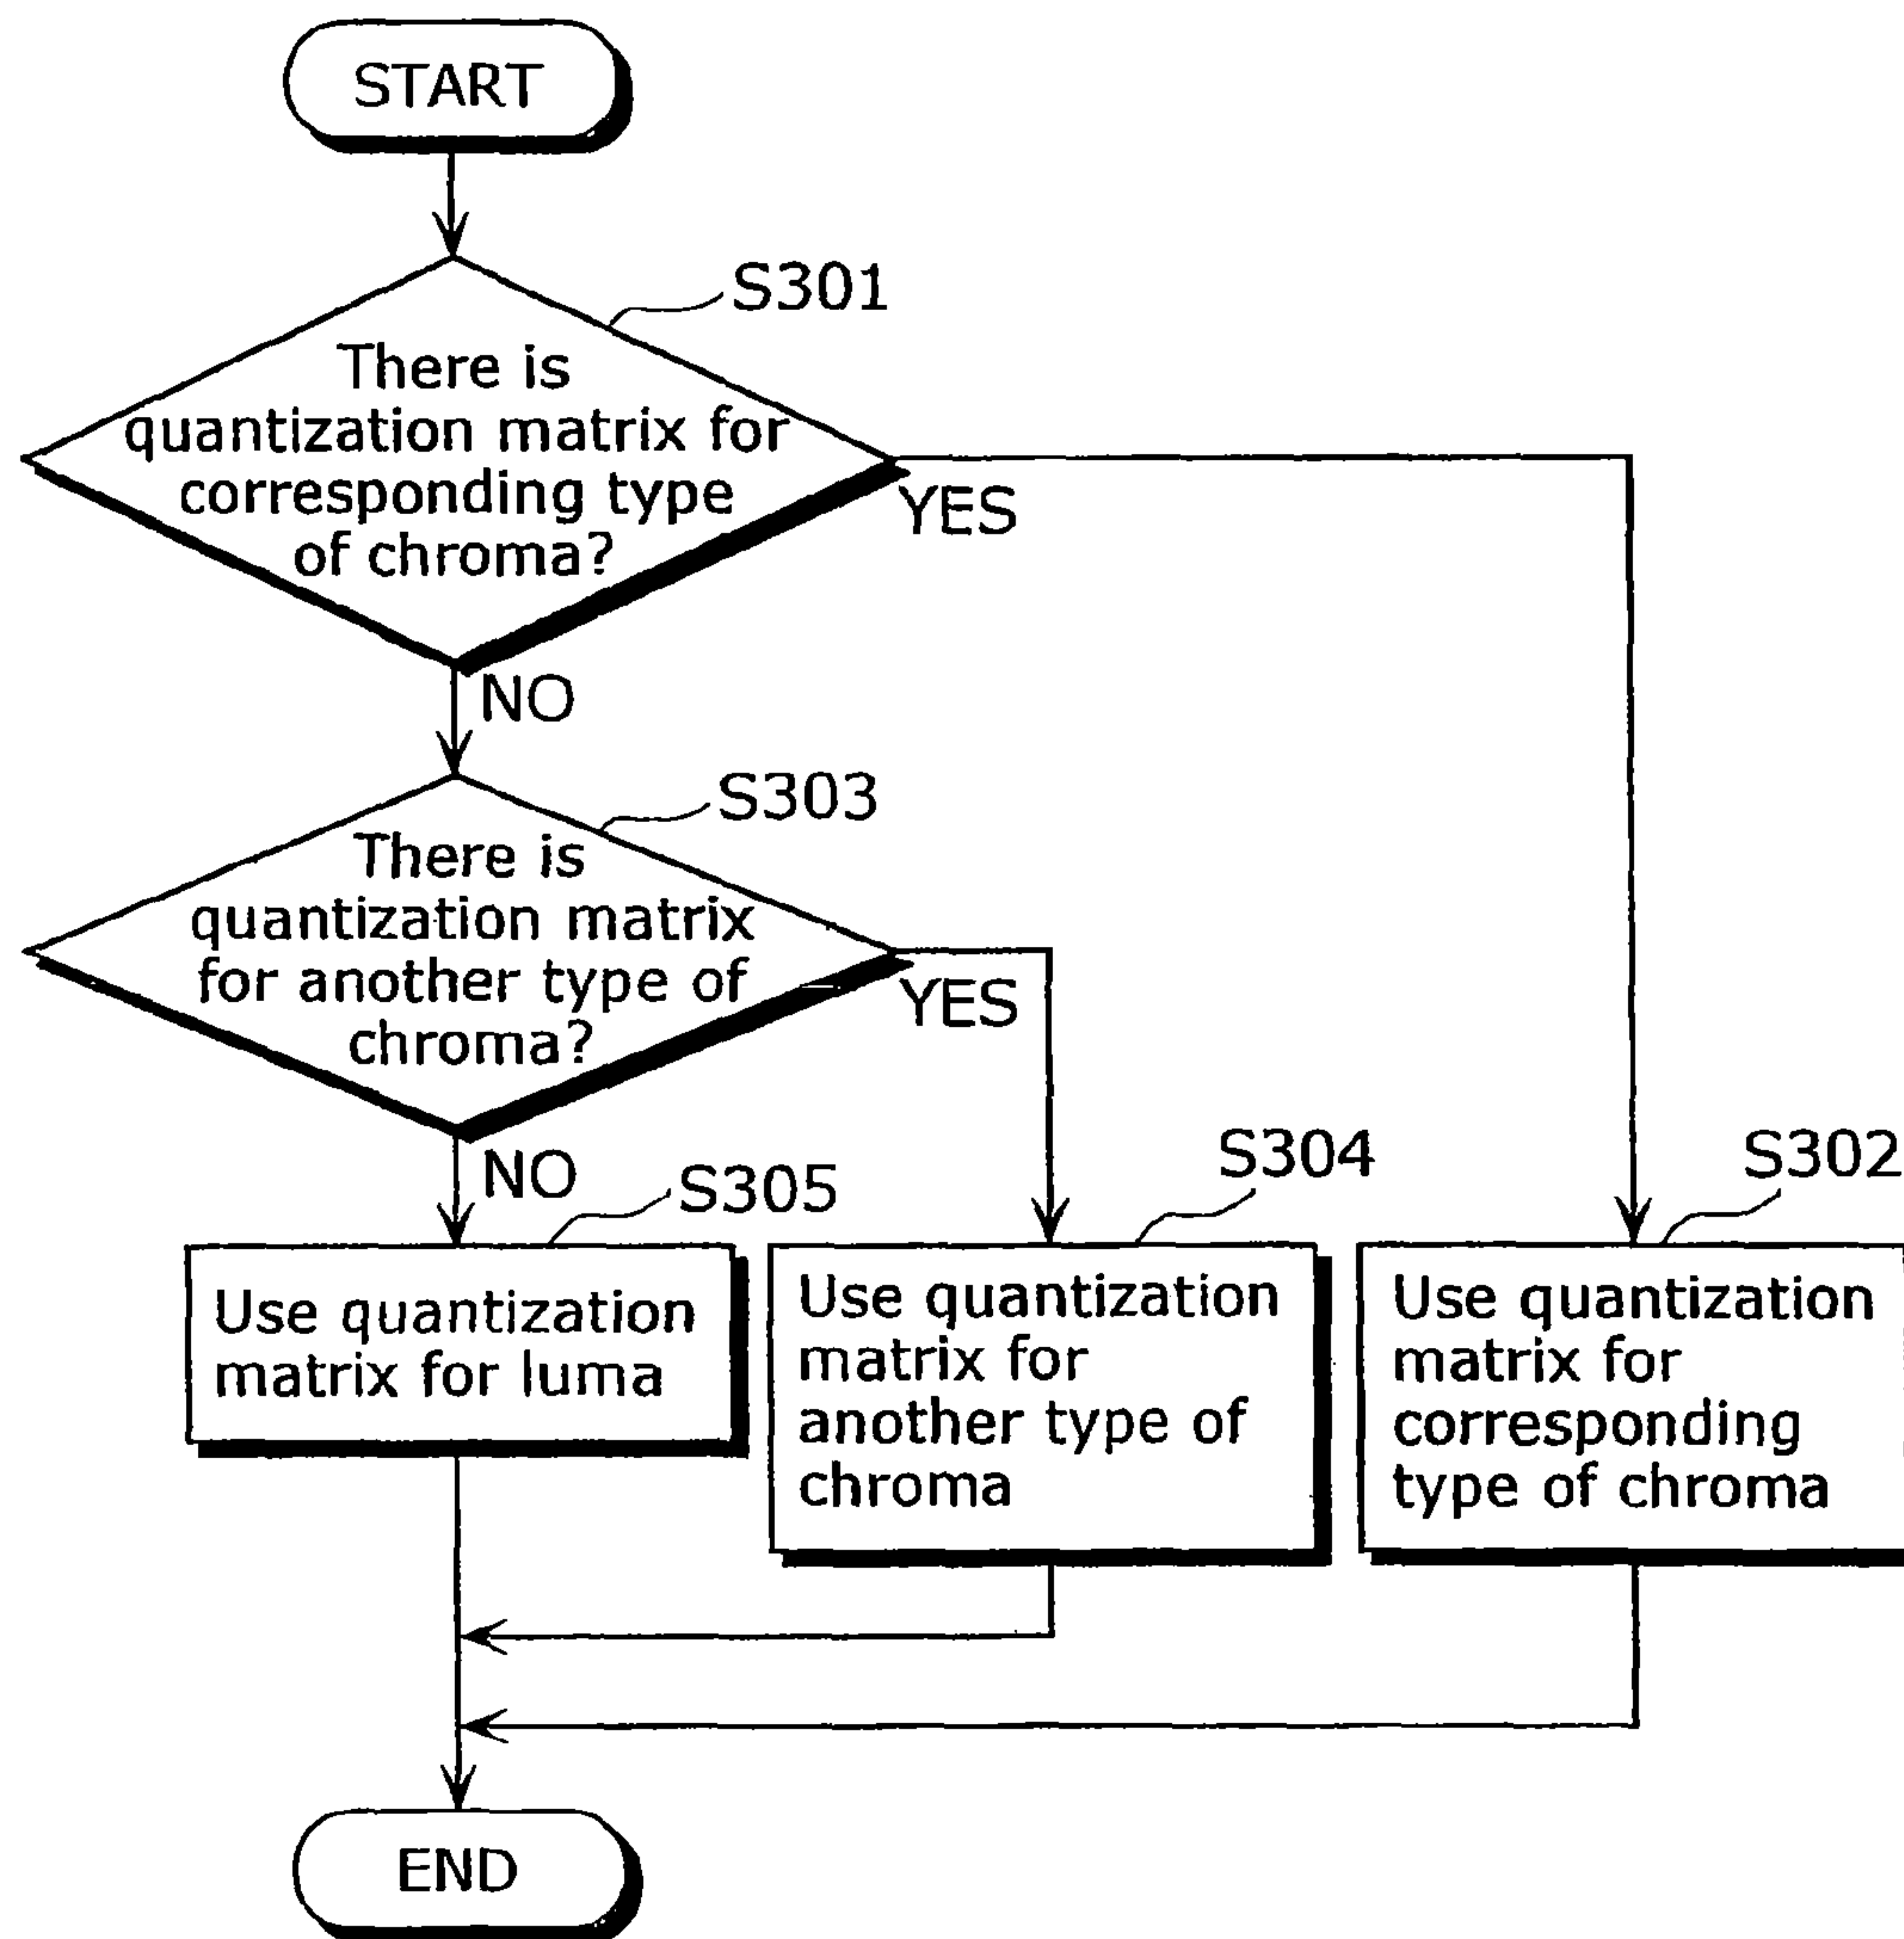 START
S301
There is
quantization matrix for
corresponding type
of chroma?
YES
NO
S303
There is
quantization matrix
for another type of
chroma?
YES
NO
S305
S304
S302
Use quantization
matrix for luma
Use quantization
matrix for
another type of
chroma
Use quantization
matrix for
corresponding
type of chroma
END